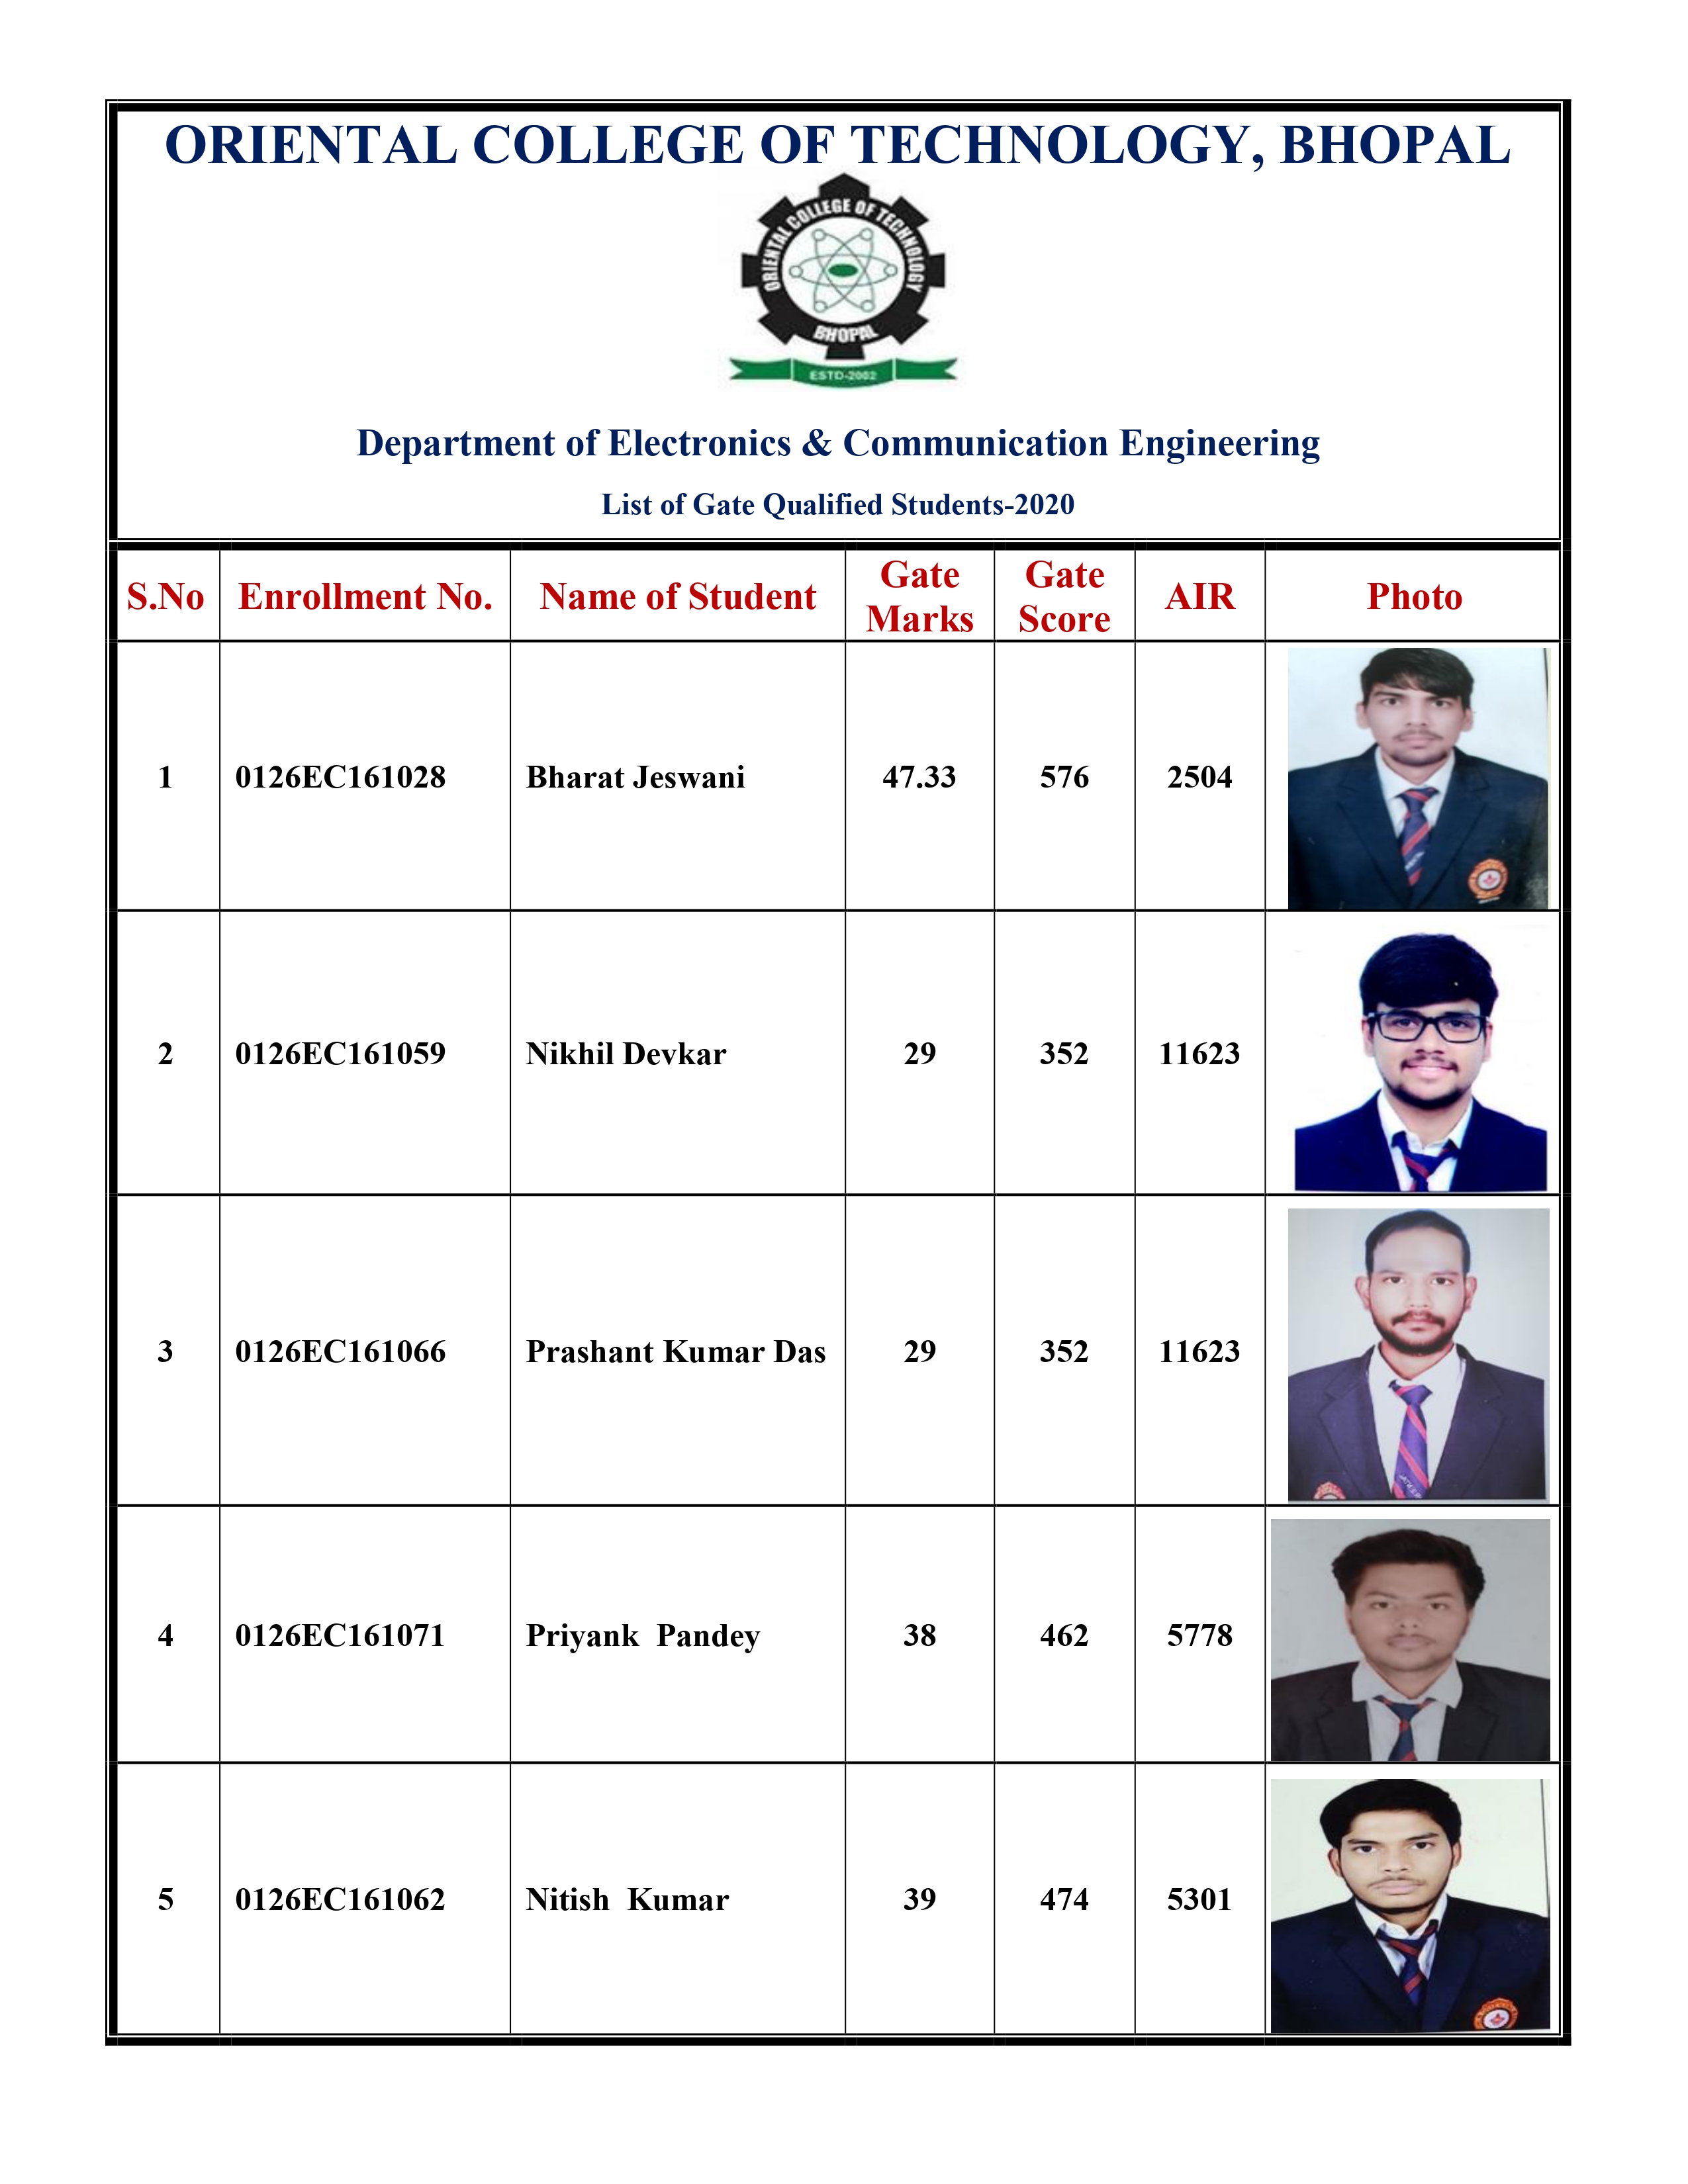 ORIENTAL COLLEGE OF TECHNOLOGY, BHOPAL
ORIENTAL COLLEGE OF TECHNOLOGY
BHOPAL
ESTD-2002
Department of Electronics & Communication Engineering
List of Gate Qualified Students-2020
S.No Enrollment No. Name of Student Gate Marks Gate Score AIR Photo
1 0126EC161028 Bharat Jeswani 47.33 576 2504
2 0126EC161059 Nikhil Devkar 29 352 11623
3 0126EC161066 Prashant Kumar Das 29 352 11623
4 0126EC161071 Priyank Pandey 38 462 5778
5 0126EC161062 Nitish Kumar 39 474 5301